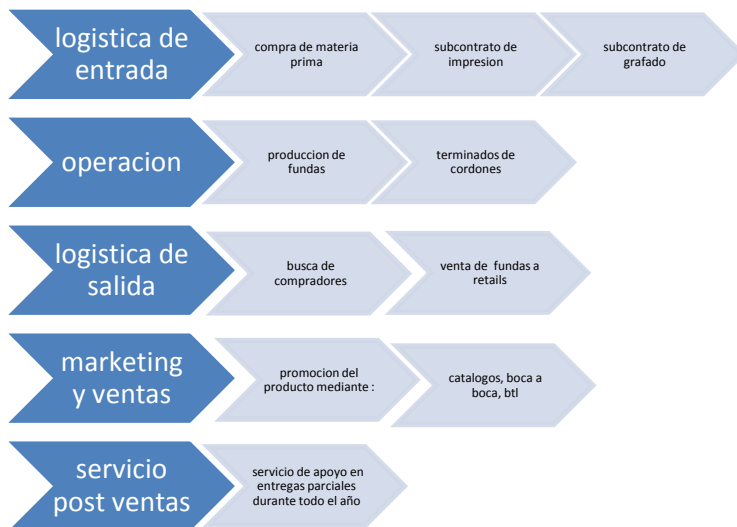 logistica de
entrada
compra de materia
prima
subcontrato de
impresion
subcontrato de
grafado
operacion
produccion de
fundas
terminados de
cordones
logistica de
salida
busca de
compradores
venta de fundas a
retails
marketing
y ventas
promocion del
producto mediante :
catalogos, boca a
boca, btl
servicio
post ventas
servicio de apoyo en
entregas parciales
durante todo el año